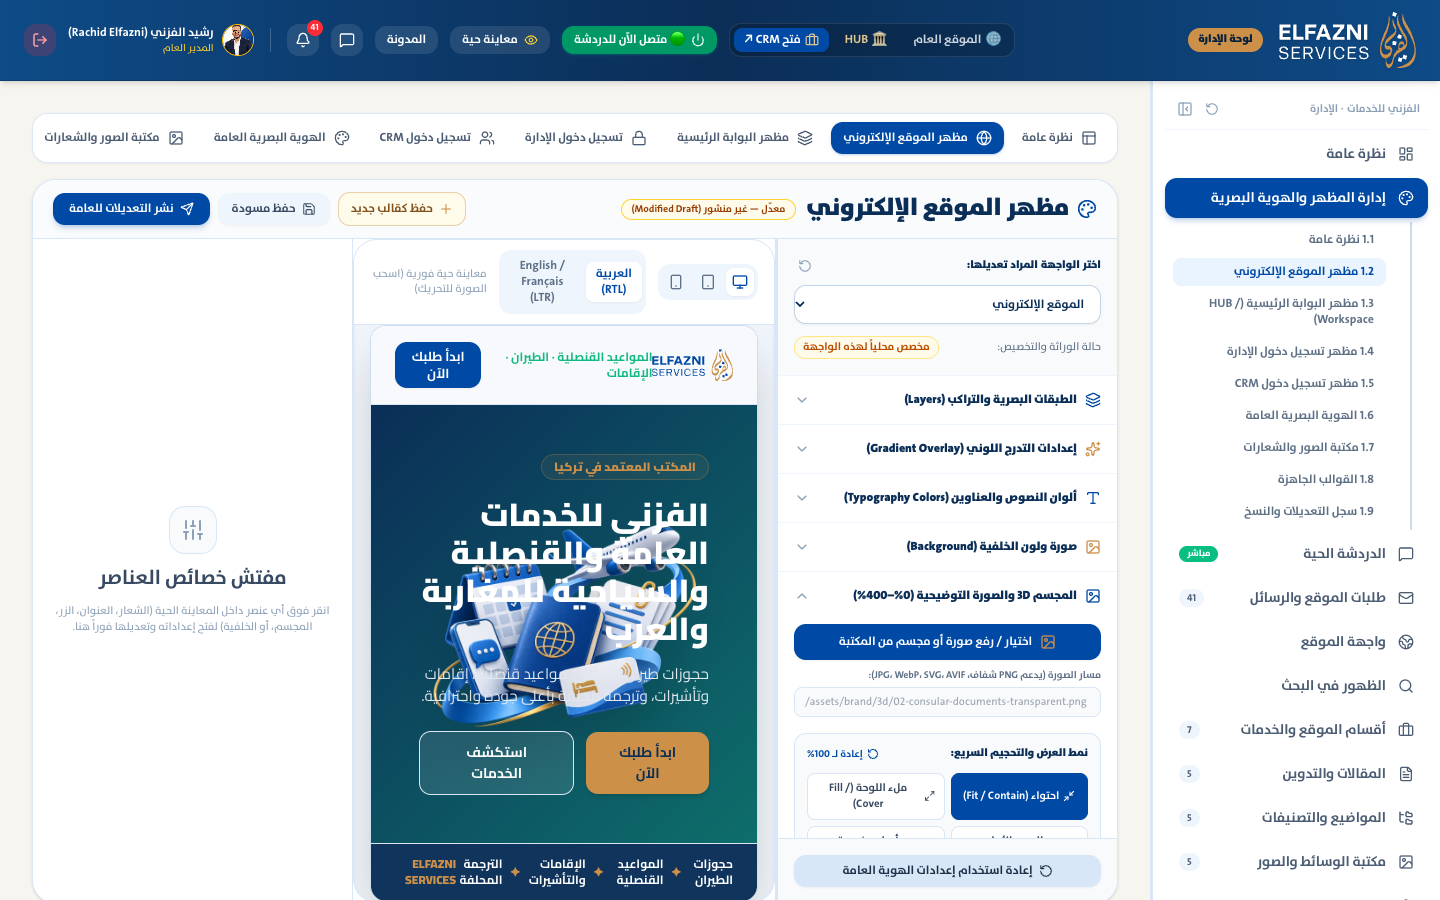 ELFAZNI
SERVICES
لوحة الإدارة
الموقع العام
HUB
فتح CRM ↗
متصل الآن للدردشة
معاينة حية
المدونة
41
رشيد الفزني (Rachid Elfazni)
المدير العام
الفزني للخدمات · الإدارة
نظرة عامة
إدارة المظهر والهوية البصرية
1.1 نظرة عامة
1.2 مظهر الموقع الإلكتروني
1.3 مظهر البوابة الرئيسية (HUB /
Workspace)
1.4 مظهر تسجيل دخول الإدارة
1.5 مظهر تسجيل دخول CRM
1.6 الهوية البصرية العامة
1.7 مكتبة الصور والشعارات
1.8 القوالب الجاهزة
1.9 سجل التعديلات والنسخ
الدردشة الحية
مباشر
طلبات الموقع والرسائل
41
واجهة الموقع
الظهور في البحث
أقسام الموقع والخدمات
7
المقالات والتدوين
5
المواضيع والتصنيفات
5
مكتبة الوسائط والصور
5
نظرة عامة
مظهر الموقع الإلكتروني
مظهر البوابة الرئيسية
تسجيل دخول الإدارة
تسجيل دخول CRM
الهوية البصرية العامة
مكتبة الصور والشعارات
مظهر الموقع الإلكتروني
معدّل — غير منشور (Modified Draft)
حفظ كقالب جديد
حفظ مسودة
نشر التعديلات للعامة
اختر الواجهة المراد تعديلها:
الموقع الإلكتروني
حالة الوراثة والتخصيص:
مخصص محلياً لهذه الواجهة
الطبقات البصرية والتراكب (Layers)
إعدادات التدرج اللوني (Gradient Overlay)
ألوان النصوص والعناوين (Typography Colors)
صورة ولون الخلفية (Background)
المجسم 3D والصورة التوضيحية (0%–400%)
اختيار / رفع صورة أو مجسم من المكتبة
مسار الصورة (يدعم PNG شفاف، JPG, WebP, SVG, AVIF):
/assets/brand/3d/02-consular-documents-transparent.png
نمط العرض والتحجيم السريع:
إعادة لـ 100%
احتواء (Fit / Contain)
ملء اللوحة (Fill /
Cover)
إعادة استخدام إعدادات الهوية العامة
العربية
(RTL)
English /
Français
(LTR)
معاينة حية فورية (اسحب
الصورة للتحريك)
ELFAZNI
SERVICES
المواعيد القنصلية · الطيران ·
الإقامات
ابدأ طلبك
الآن
المكتب المعتمد في تركيا
الفزني للخدمات
العامة والقنصلية
والسياحية للمغاربة
والعرب
حجوزات طيران مواعيد قنصلية إقامات
وتأشيرات، وترجمة بأعلى جودة واحترافية.
ابدأ طلبك
الآن
استكشف
الخدمات
حجوزات
الطيران
المواعيد
القنصلية
الإقامات
والتأشيرات
الترجمة
المحلفة
ELFAZNI
SERVICES
مفتش خصائص العناصر
انقر فوق أي عنصر داخل المعاينة الحية (الشعار، العنوان، الزر،
المجسم، أو الخلفية) لفتح إعداداته وتعديلها فوراً هنا.